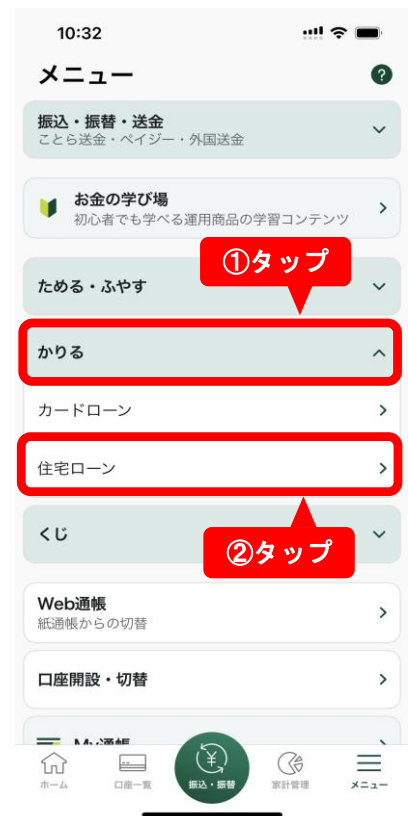 10:32
メニュー
?
振込・振替・送金
ことら送金・ペイジー・外国送金
お金の学び場
初心者でも学べる運用商品の学習コンテンツ
①タップ
ためる・ふやす
かりる
カードローン
住宅ローン
くじ
②タップ
Web通帳
紙通帳からの切替
口座開設・切替
My通帳
ホーム
口座一覧
¥
振込・振替
家計管理
メニュー